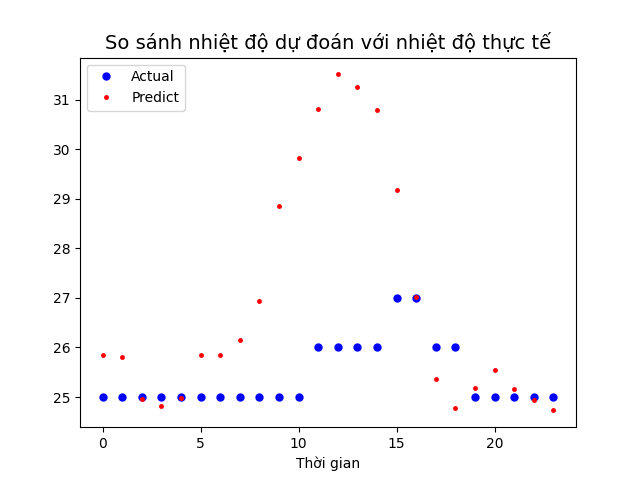 So sánh nhiệt độ dự đoán với nhiệt độ thực tế
Actual
Predict
31
30
29
28
27
26
25
0 5 10 15 20
Thời gian